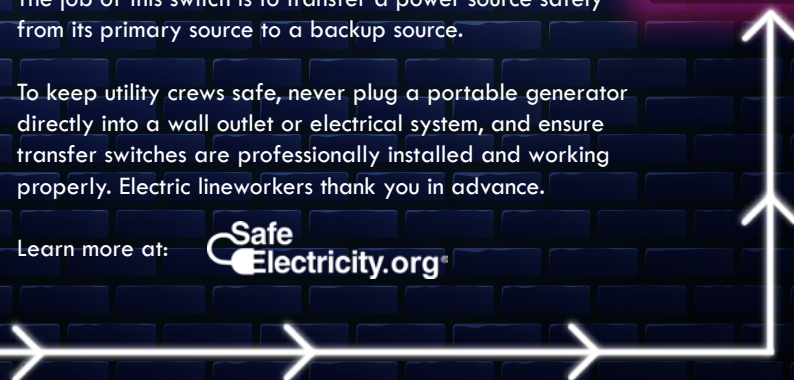 The job of this switch is to transfer a power source safely
from its primary source to a backup source.
To keep utility crews safe, never plug a portable generator
directly into a wall outlet or electrical system, and ensure
transfer switches are professionally installed and working
properly. Electric lineworkers thank you in advance.
Learn more at:
Safe
Electricity.org®